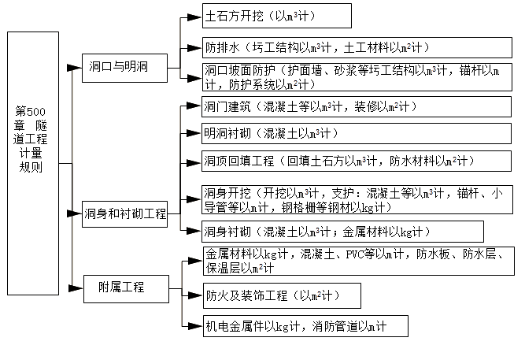 第500
章 隧
道工程
计量
规则
洞口与明洞
土石方开挖（以m³计）
防排水（圬工结构以m³计，土工材料以m²计）
洞口坡面防护（护面墙、砂浆等圬工结构以m³计，锚杆以m
计，防护系统以m²计）
洞门建筑（混凝土等以m³计，装修以m²计）
明洞衬砌（混凝土以m³计）
洞顶回填工程（回填土石方以m³计，防水材料以m²计）
洞身和衬砌工程
洞身开挖（开挖以m³计，支护：混凝土等以m³计，锚杆、小
导管等以m计，钢格栅等钢材以kg计）
洞身衬砌（混凝土以m³计；金属材料以kg计）
附属工程
金属材料以kg计，混凝土、PVC等以m计，防水板、防水层、
保温层以m²计
防火及装饰工程（以m²计）
机电金属件以kg计，消防管道以m计